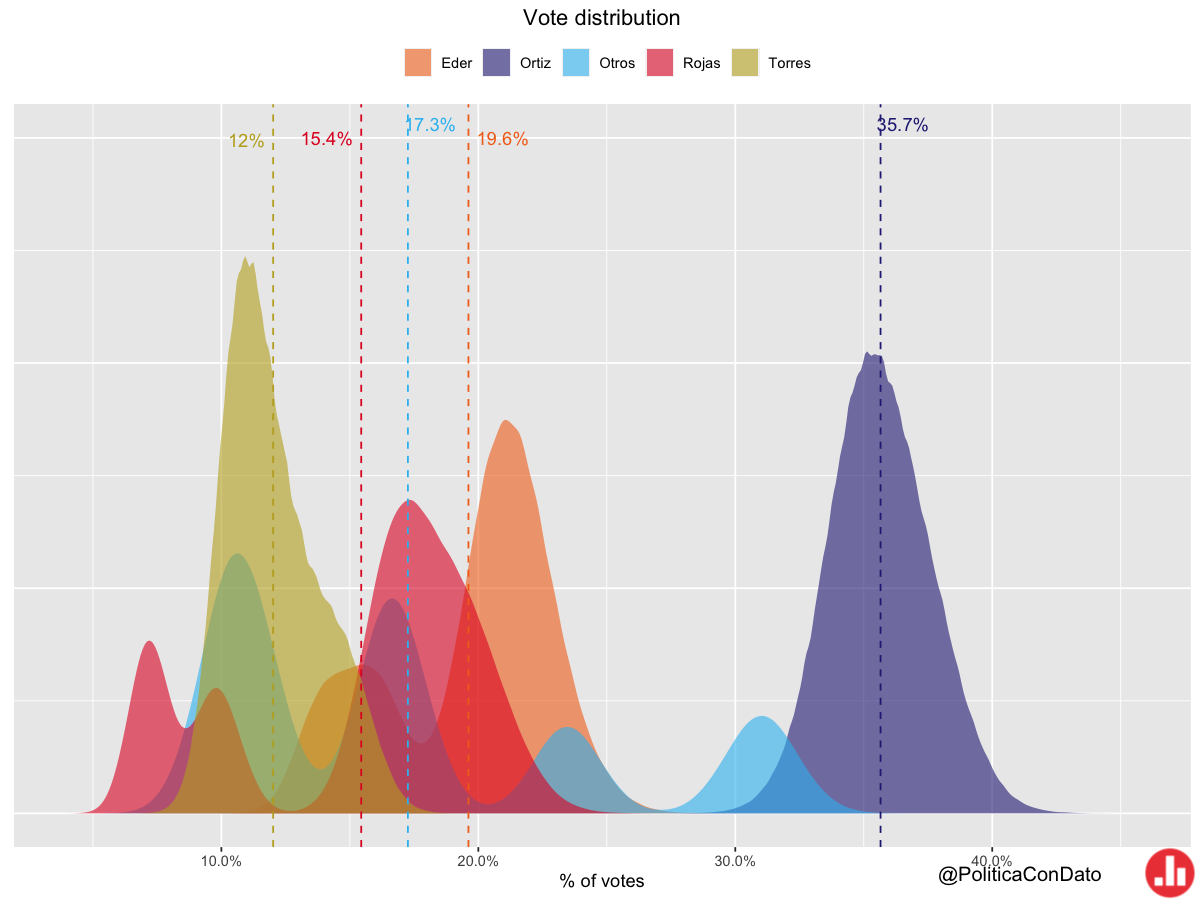 Vote distribution
Eder Ortiz Otros Rojas Torres
12% 15.4% 17.3% 19.6% 35.7%
10.0% 20.0% 30.0% 40.0%
% of votes
@PoliticaConDato